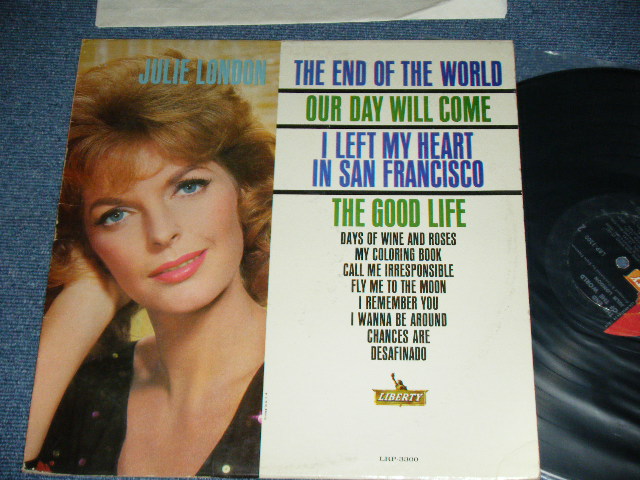 JULIE LONDON
THE END OF THE WORLD
OUR DAY WILL COME
I LEFT MY HEART
IN SAN FRANCISCO
THE GOOD LIFE
DAYS OF WINE AND ROSES
MY COLORING BOOK
CALL ME IRRESPONSIBLE
FLY ME TO THE MOON
I REMEMBER YOU
I WANNA BE AROUND
CHANCES ARE
DESAFINADO
LIBERTY
LRP-3300